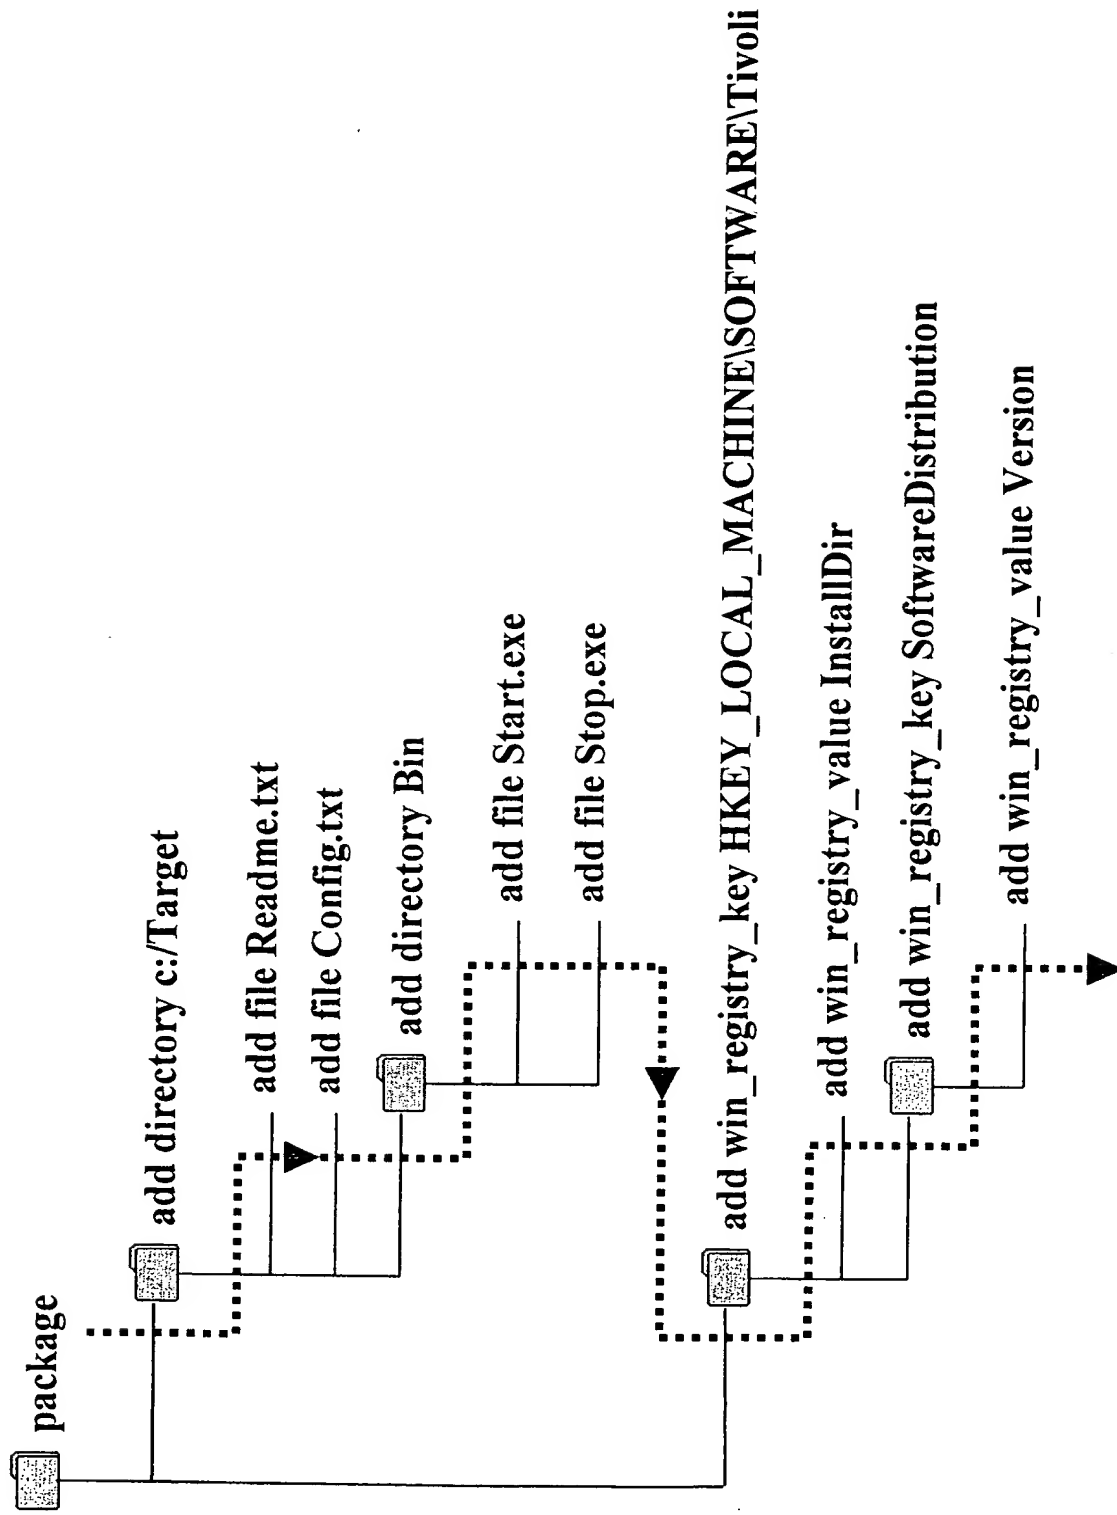 package
add directory c:/Target
add file Readme.txt
add file Config.txt
add directory Bin
add file Start.exe
add file Stop.exe
add win_registry_key HKEY_LOCAL_MACHINE\SOFTWARE\Tivoli
add win_registry_value InstallDir
add win_registry_key SoftwareDistribution
add win_registry_value Version